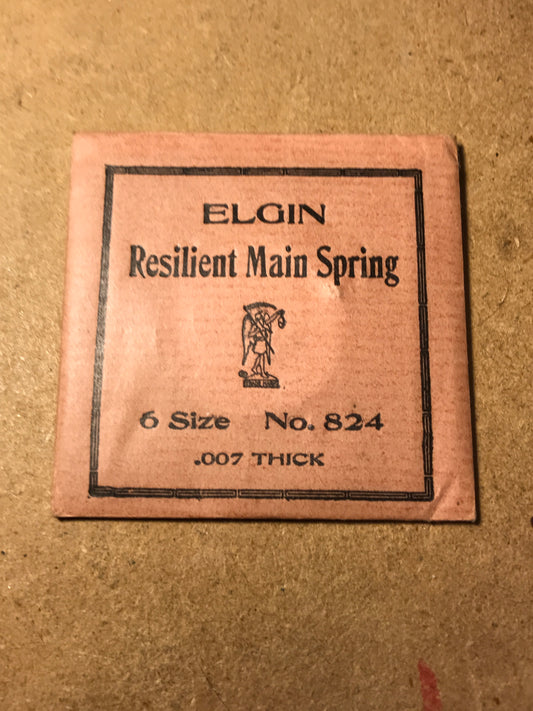 ELGIN
Resilient Main Spring
6 Size No. 824
.007 THICK